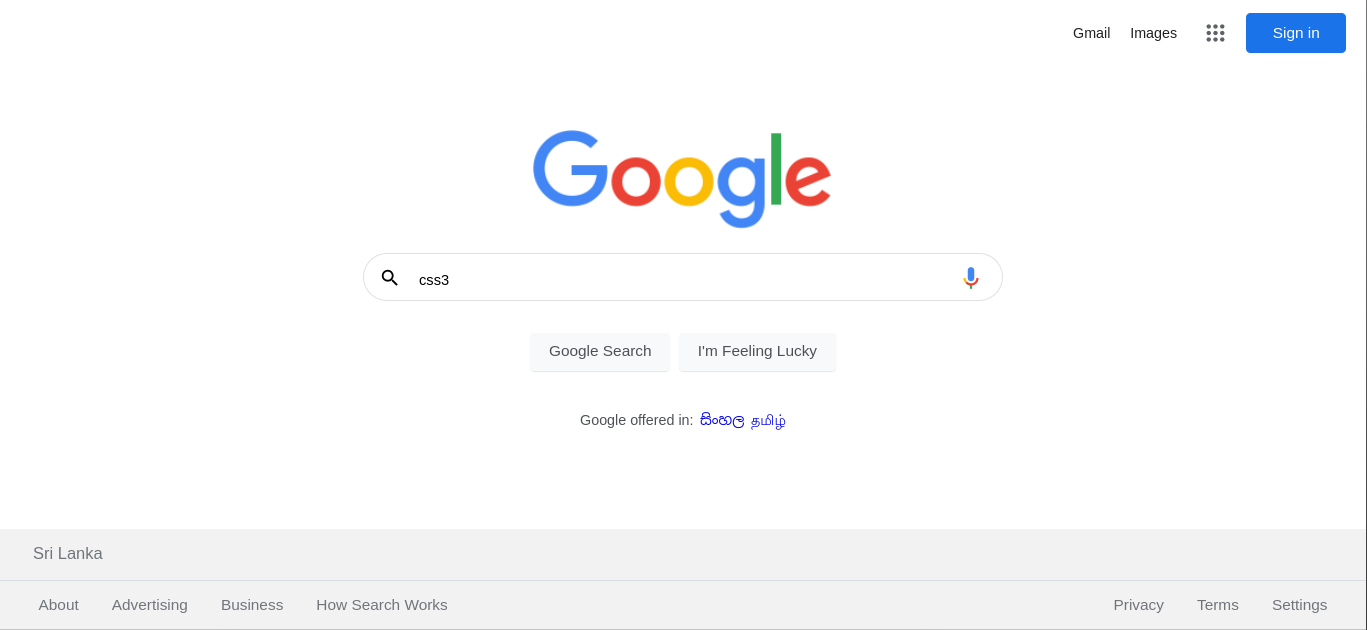 Gmail Images Sign in
Google
css3
Google Search I'm Feeling Lucky
Google offered in: සිංහල தமிழ்
Sri Lanka
About Advertising Business How Search Works Privacy Terms Settings